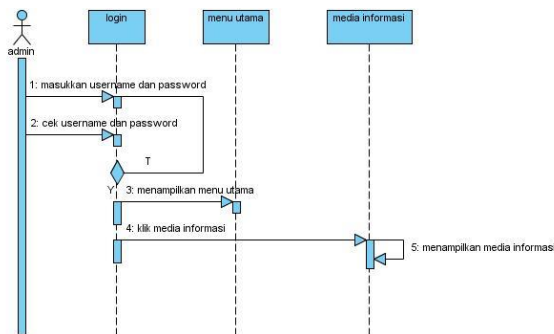 login
menu utama
media informasi
admin
1: masukkan username dan password
2: cek username dan password
T
Y
3: menampilkan menu utama
4: klik media informasi
5: menampilkan media informasi